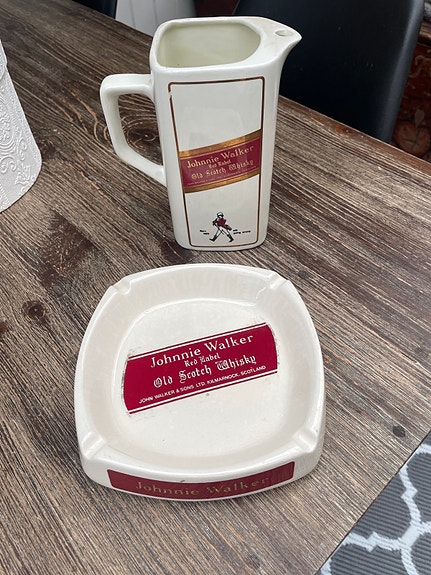 Johnnie Walker
Red Label
Old Scotch Whisky
Johnnie Walker
Red Label
Old Scotch Whisky
JOHN WALKER & SONS LTD. KILMARNOCK, SCOTLAND
Johnnie Walker